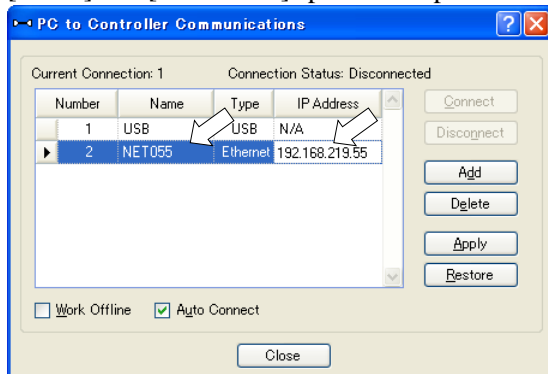 PC to Controller Communications
Current Connection: 1 Connection Status: Disconnected
Number Name Type IP Address Connect
1 USB USB N/A Disconnect
2 NET055 Ethernet 192.168.219.55
Add
Delete
Apply
Restore
Work Offline Auto Connect
Close